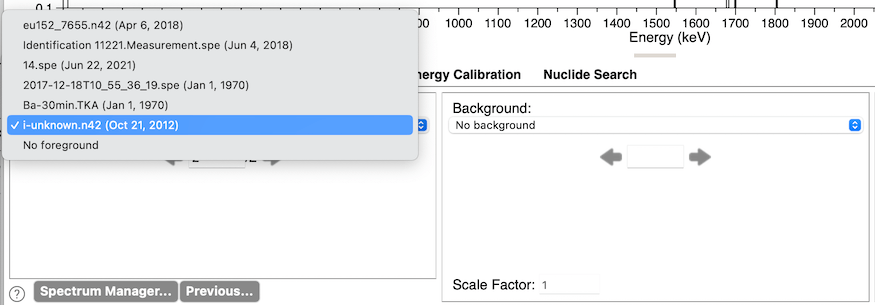 0.1
1000 1100 1200 1300 1400 1500 1600 1700 1800 1900 2000
Energy (keV)
eu152_7655.n42 (Apr 6, 2018)
Identification 11221.Measurement.spe (Jun 4, 2018)
14.spe (Jun 22, 2021)
2017-12-18T10_55_36_19.spe (Jan 1, 1970)
Ba-30min.TKA (Jan 1, 1970)
✓ i-unknown.n42 (Oct 21, 2012)
No foreground
nergy Calibration Nuclide Search
Background:
No background
Scale Factor: 1
? Spectrum Manager... Previous...